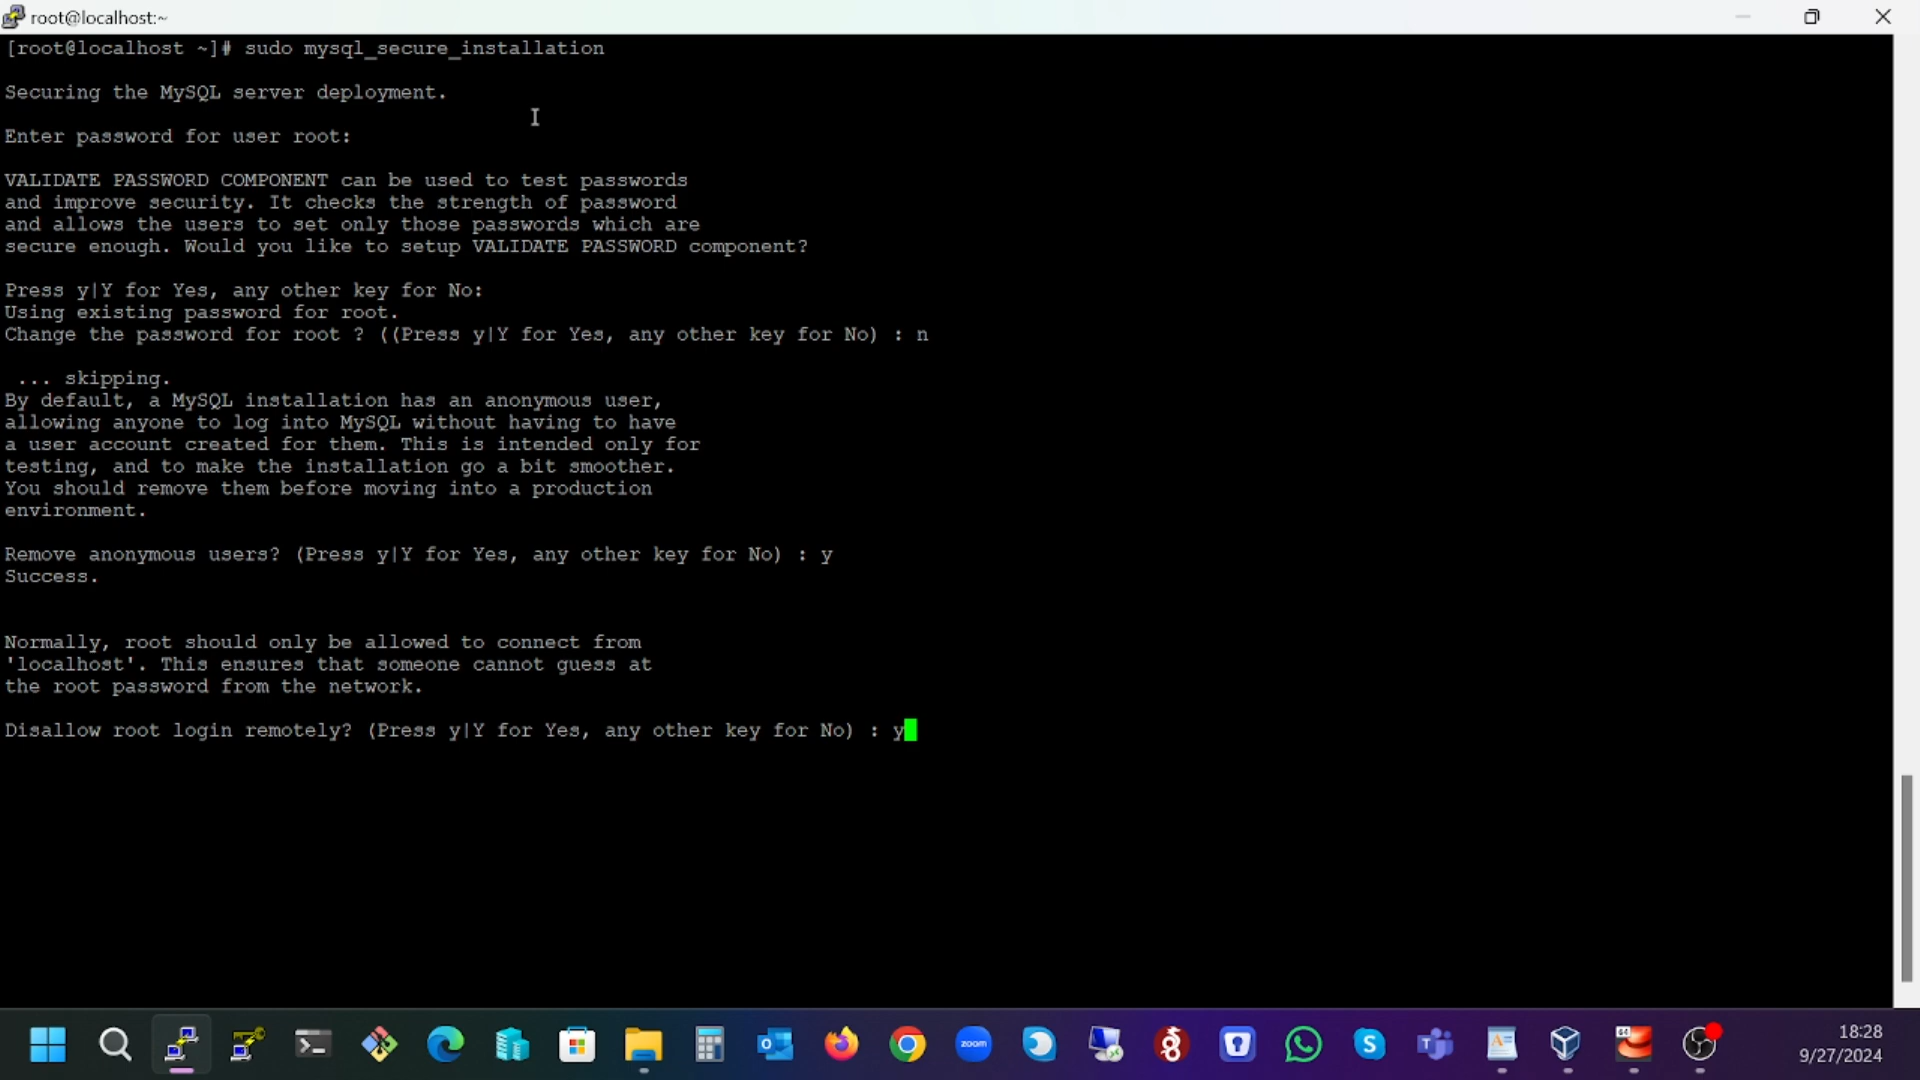 root@localhost:~
[root@localhost ~]# sudo mysql_secure_installation
Securing the MySQL server deployment.
Enter password for user root:
VALIDATE PASSWORD COMPONENT can be used to test passwords
and improve security. It checks the strength of password
and allows the users to set only those passwords which are
secure enough. Would you like to setup VALIDATE PASSWORD component?
Press y|Y for Yes, any other key for No:
Using existing password for root.
Change the password for root ? ((Press y|Y for Yes, any other key for No) : n
... skipping.
By default, a MySQL installation has an anonymous user,
allowing anyone to log into MySQL without having to have
a user account created for them. This is intended only for
testing, and to make the installation go a bit smoother.
You should remove them before moving into a production
environment.
Remove anonymous users? (Press y|Y for Yes, any other key for No) : y
Success.
Normally, root should only be allowed to connect from
'localhost'. This ensures that someone cannot guess at
the root password from the network.
Disallow root login remotely? (Press y|Y for Yes, any other key for No) : y
zoom
64
18:28
9/27/2024